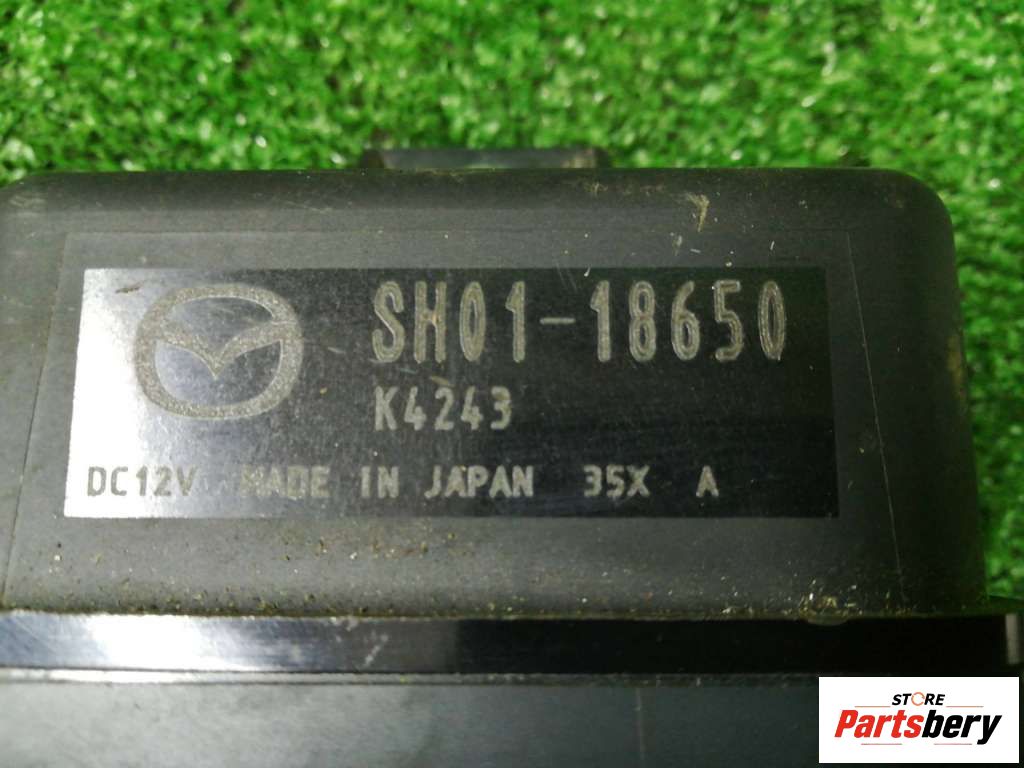 SH01-18650
K4243
DC12V MADE IN JAPAN 35X A
STORE
Partsbery